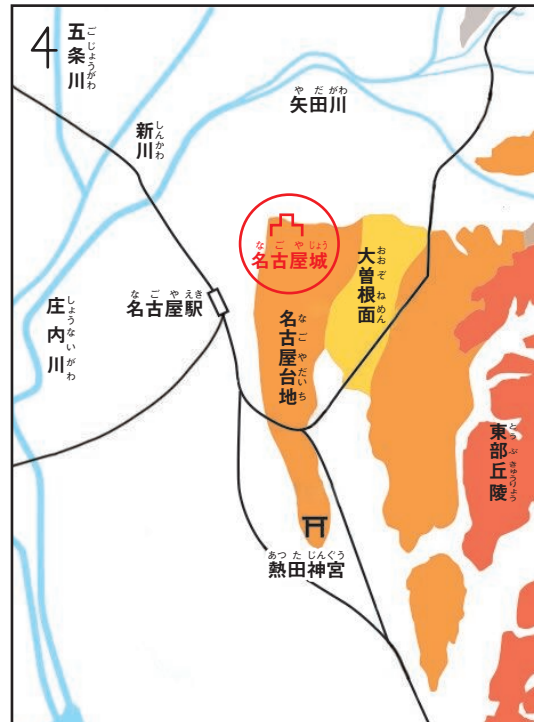 五条川
ごじょうがわ
矢田川
やだがわ
新川
しんかわ
名古屋城
なごやじょう
大曽根面
おおぞねめん
名古屋駅
なごやえき
庄内川
しょうないがわ
名古屋台地
なごやだいち
東部丘陵
とうぶきゅうりょう
熱田神宮
あつたじんぐう